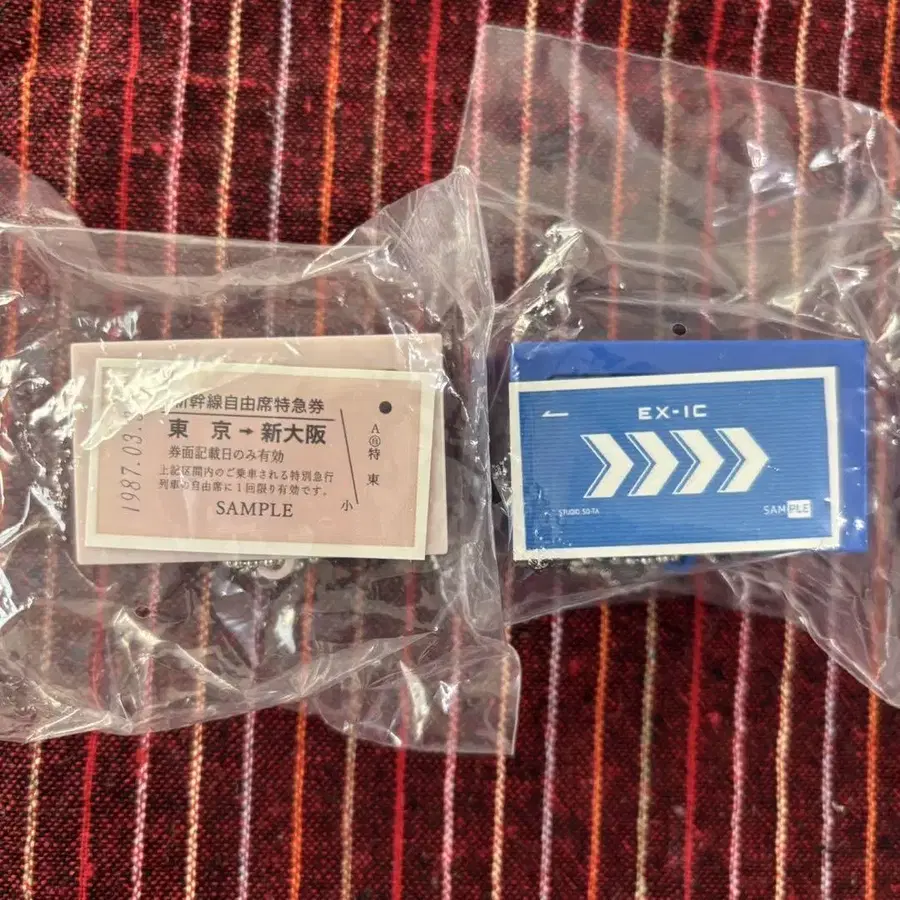 新幹線自由席特急券
東 京 → 新大阪
券面記載日のみ有効
上記区間内のご乗車される特別急行
列車の自由席に1回限り有効です。
SAMPLE
1987.03.
A
特
東
小
EX-IC
STUDIO SO-TA
SAMPLE